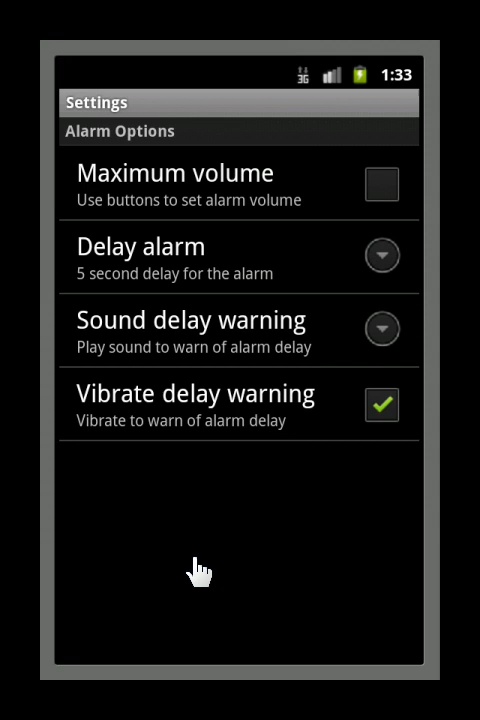 3G 1:33
Settings
Alarm Options
Maximum volume
Use buttons to set alarm volume
Delay alarm
5 second delay for the alarm
Sound delay warning
Play sound to warn of alarm delay
Vibrate delay warning
Vibrate to warn of alarm delay